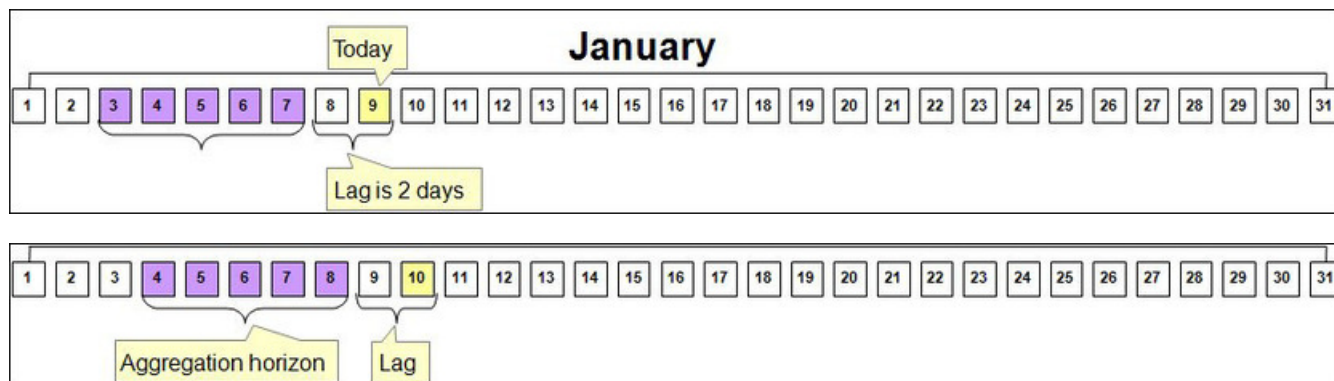 January
Today
1 2 3 4 5 6 7 8 9 10 11 12 13 14 15 16 17 18 19 20 21 22 23 24 25 26 27 28 29 30 31
Lag is 2 days
1 2 3 4 5 6 7 8 9 10 11 12 13 14 15 16 17 18 19 20 21 22 23 24 25 26 27 28 29 30 31
Aggregation horizon
Lag